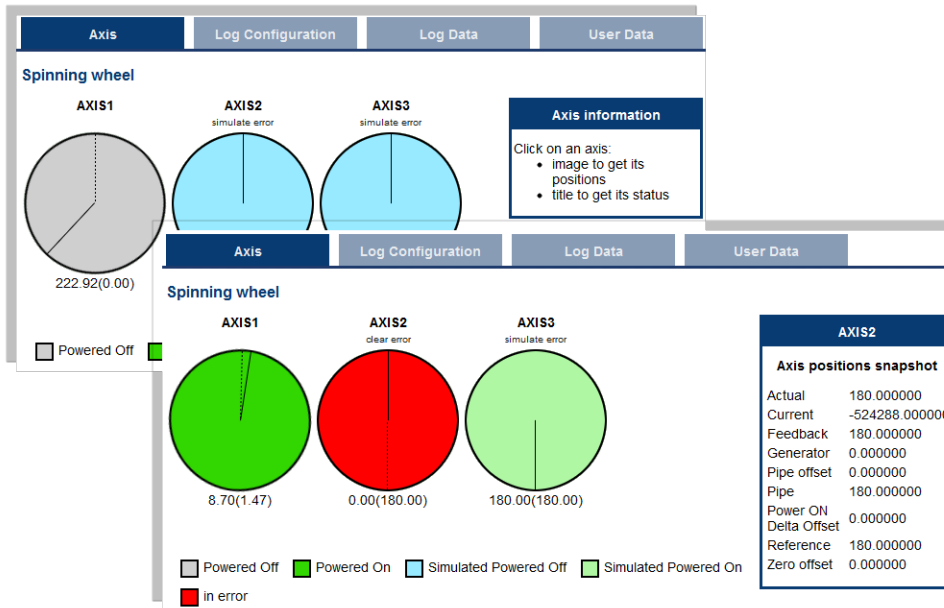 Axis Log Configuration Log Data User Data
Spinning wheel
AXIS1 AXIS2 AXIS3
simulate error simulate error
Axis information
Click on an axis:
• image to get its
positions
• title to get its status
222.92(0.00)
Powered Off
Axis Log Configuration Log Data User Data
Spinning wheel
AXIS1 AXIS2 AXIS3
clear error simulate error
8.70(1.47) 0.00(180.00) 180.00(180.00)
AXIS2
Axis positions snapshot
Actual 180.000000
Current -524288.000000
Feedback 180.000000
Generator 0.000000
Pipe offset 0.000000
Pipe 180.000000
Power ON
Delta Offset 0.000000
Reference 180.000000
Zero offset 0.000000
Powered Off Powered On Simulated Powered Off Simulated Powered On
in error